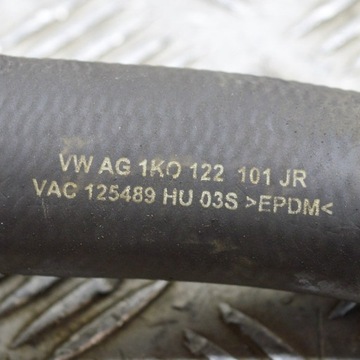 VW AG 1K0 122 101 JR
VAC 125489 HU 03S >EPDM<